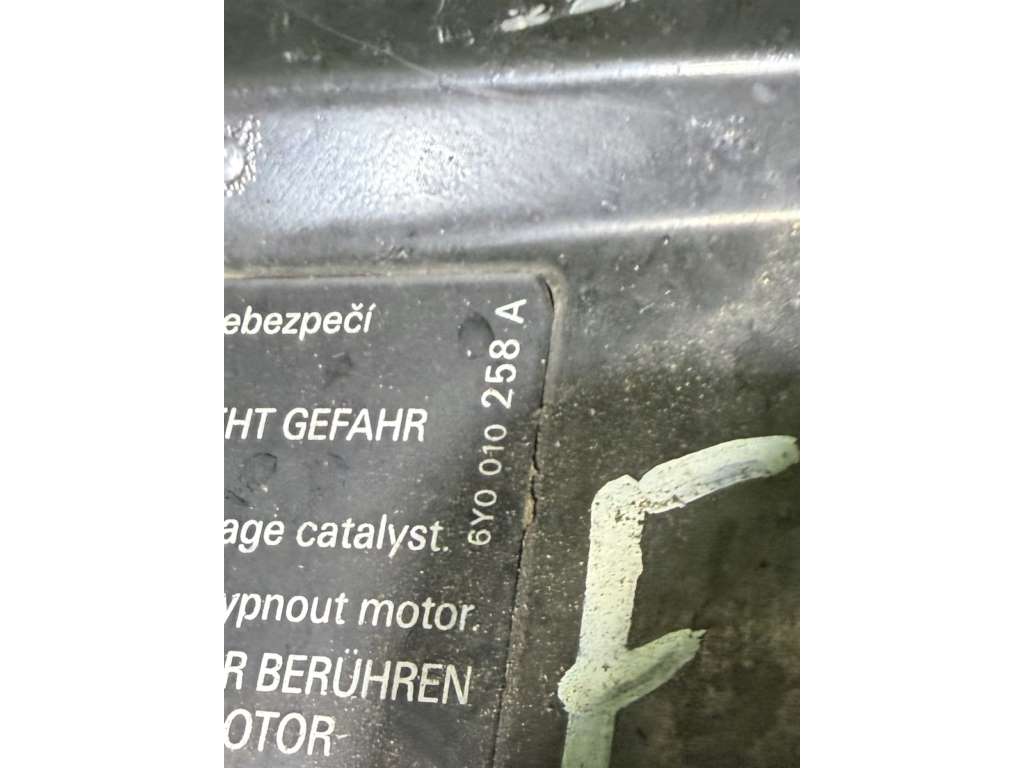 ebezpečí
HT GEFAHR
age catalyst.
ypnout motor.
R BERÜHREN
OTOR
6Y0 010 258 A
F